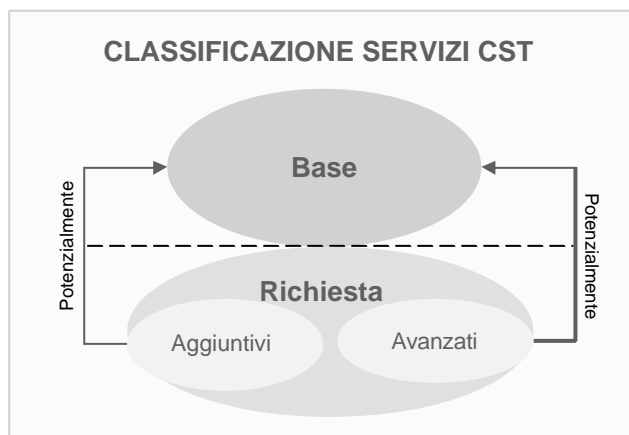 CLASSIFICAZIONE SERVIZI CST
Base
Potenzialmente
Potenzialmente
Richiesta
Aggiuntivi
Avanzati